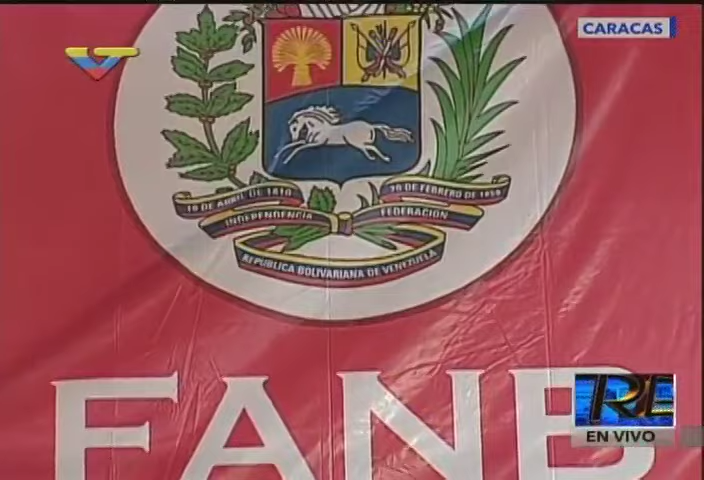 CARACAS
19 DE ABRIL DE 1810
20 DE FEBRERO DE 1859
INDEPENDENCIA
FEDERACION
REPUBLICA BOLIVARIANA DE VENEZUELA
FANB
EN VIVO